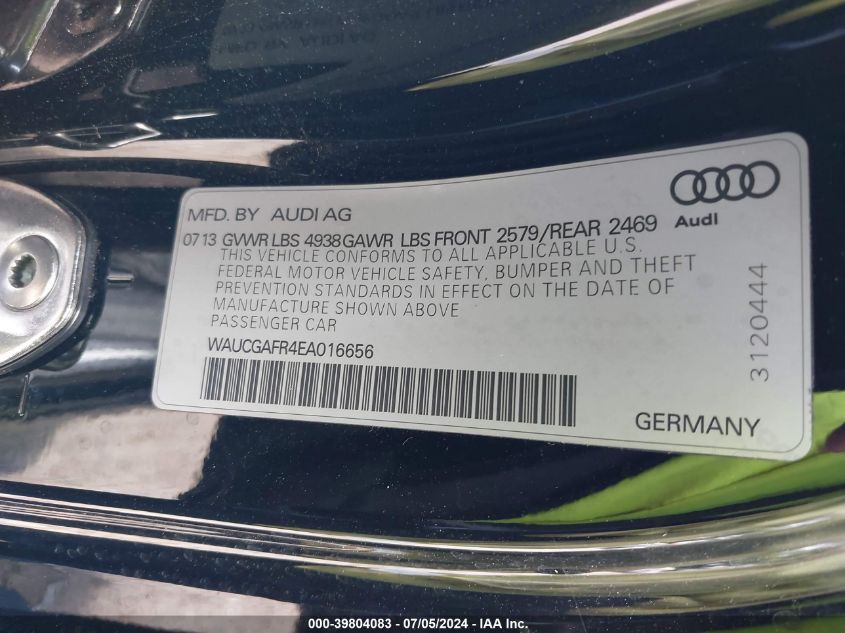 MFD. BY AUDI AG
07 13 GVWR LBS 4938 GAWR LBS FRONT 2579/REAR 2469
THIS VEHICLE CONFORMS TO ALL APPLICABLE U.S.
FEDERAL MOTOR VEHICLE SAFETY, BUMPER AND THEFT
PREVENTION STANDARDS IN EFFECT ON THE DATE OF
MANUFACTURE SHOWN ABOVE
PASSENGER CAR
WAUCGAFR4EA016656
Audi
3120444
GERMANY
000-39804083 - 07/05/2024 - IAA Inc.